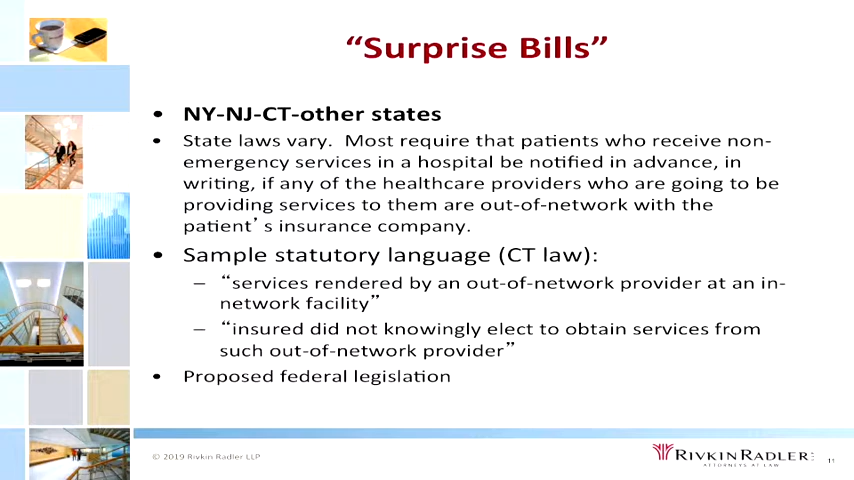 “Surprise Bills”
• NY-NJ-CT-other states
• State laws vary. Most require that patients who receive non-
emergency services in a hospital be notified in advance, in
writing, if any of the healthcare providers who are going to be
providing services to them are out-of-network with the
patient’s insurance company.
• Sample statutory language (CT law):
– “services rendered by an out-of-network provider at an in-
network facility”
– “insured did not knowingly elect to obtain services from
such out-of-network provider”
• Proposed federal legislation
© 2019 Rivkin Radler LLP
RIVKIN RADLER
ATTORNEYS AT LAW